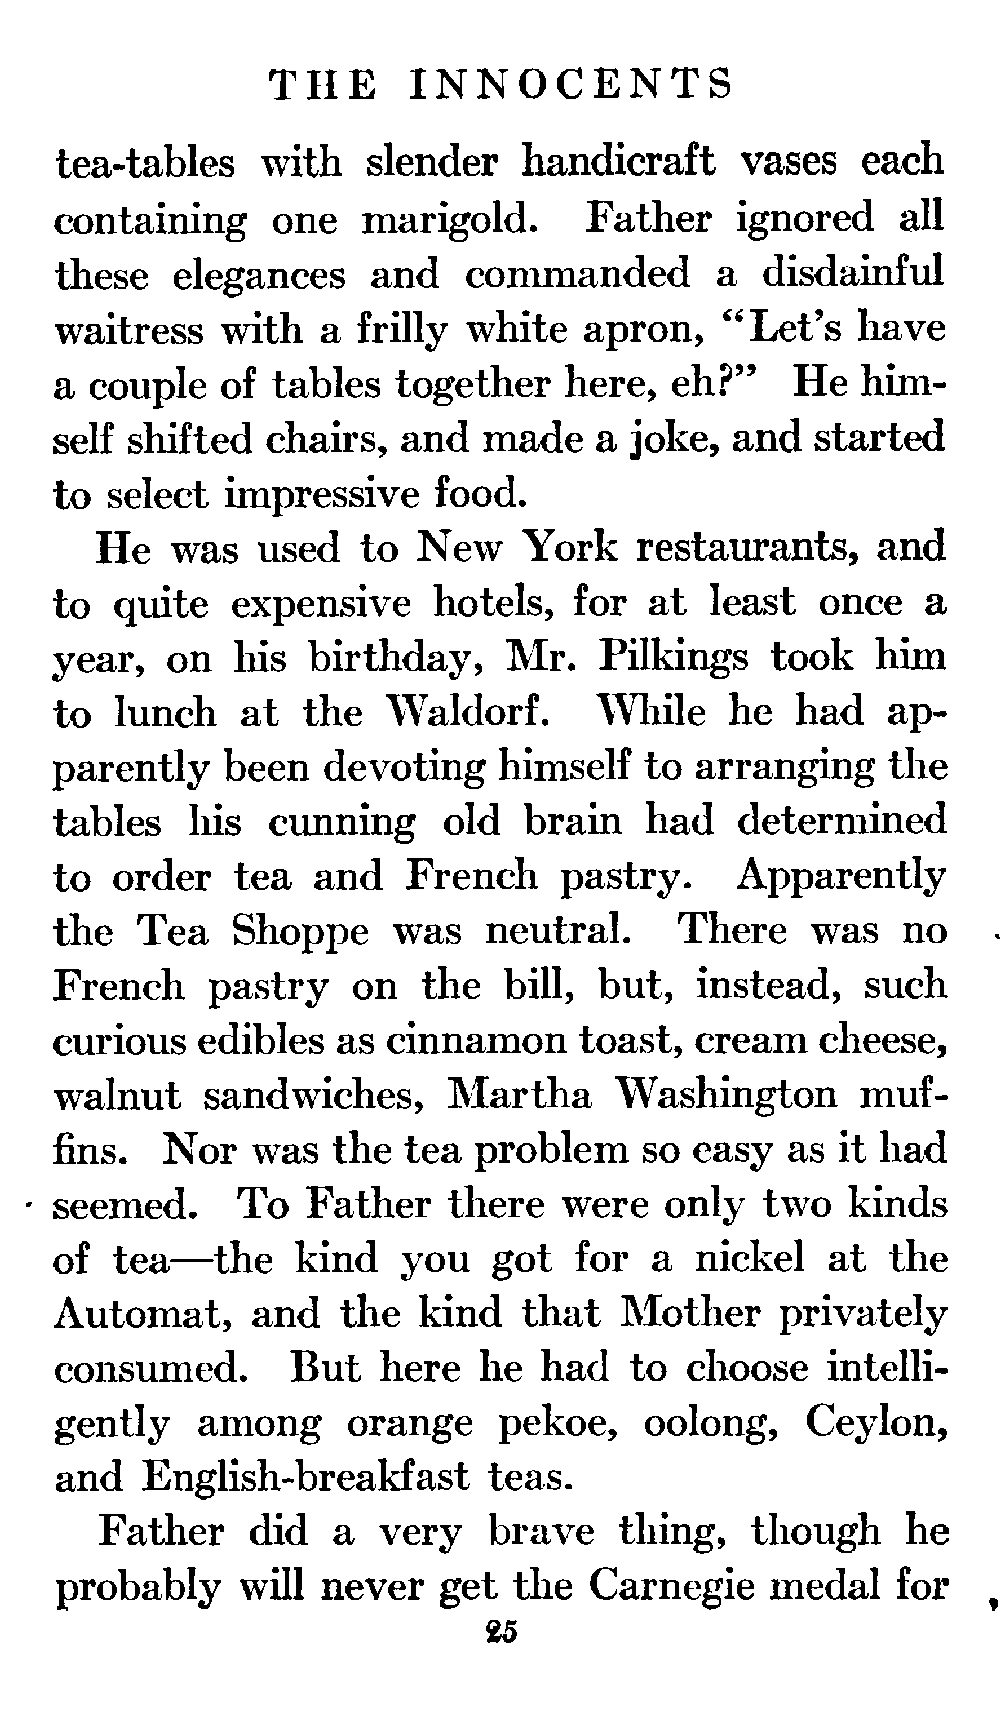 THE INNOCENTS
tea-tables with slender handicraft vases each
containing one marigold. Father ignored all
these elegances and commanded a disdainful
waitress with a frilly white apron, “Let’s have
a couple of tables together here, eh?” He him-
self shifted chairs, and made a joke, and started
to select impressive food.
He was used to New York restaurants, and
to quite expensive hotels, for at least once a
year, on his birthday, Mr. Pilkings took him
to lunch at the Waldorf. While he had ap-
parently been devoting himself to arranging the
tables his cunning old brain had determined
to order tea and French pastry. Apparently
the Tea Shoppe was neutral. There was no
French pastry on the bill, but, instead, such
curious edibles as cinnamon toast, cream cheese,
walnut sandwiches, Martha Washington muf-
fins. Nor was the tea problem so easy as it had
seemed. To Father there were only two kinds
of tea—the kind you got for a nickel at the
Automat, and the kind that Mother privately
consumed. But here he had to choose intelli-
gently among orange pekoe, oolong, Ceylon,
and English-breakfast teas.
Father did a very brave thing, though he
probably will never get the Carnegie medal for
25